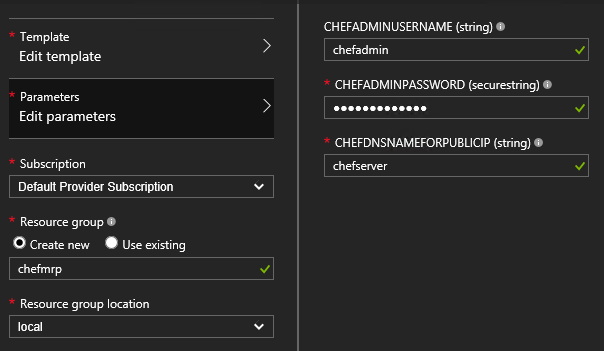 * Template
Edit template
* Parameters
Edit parameters
* Subscription
Default Provider Subscription
* Resource group
Create new Use existing
chefmrp
* Resource group location
local
CHEFADMINUSERNAME (string)
chefadmin
* CHEFADMINPASSWORD (securestring)
•••••••••••••
* CHEFDNSNAMEFORPUBLICIP (string)
chefserver